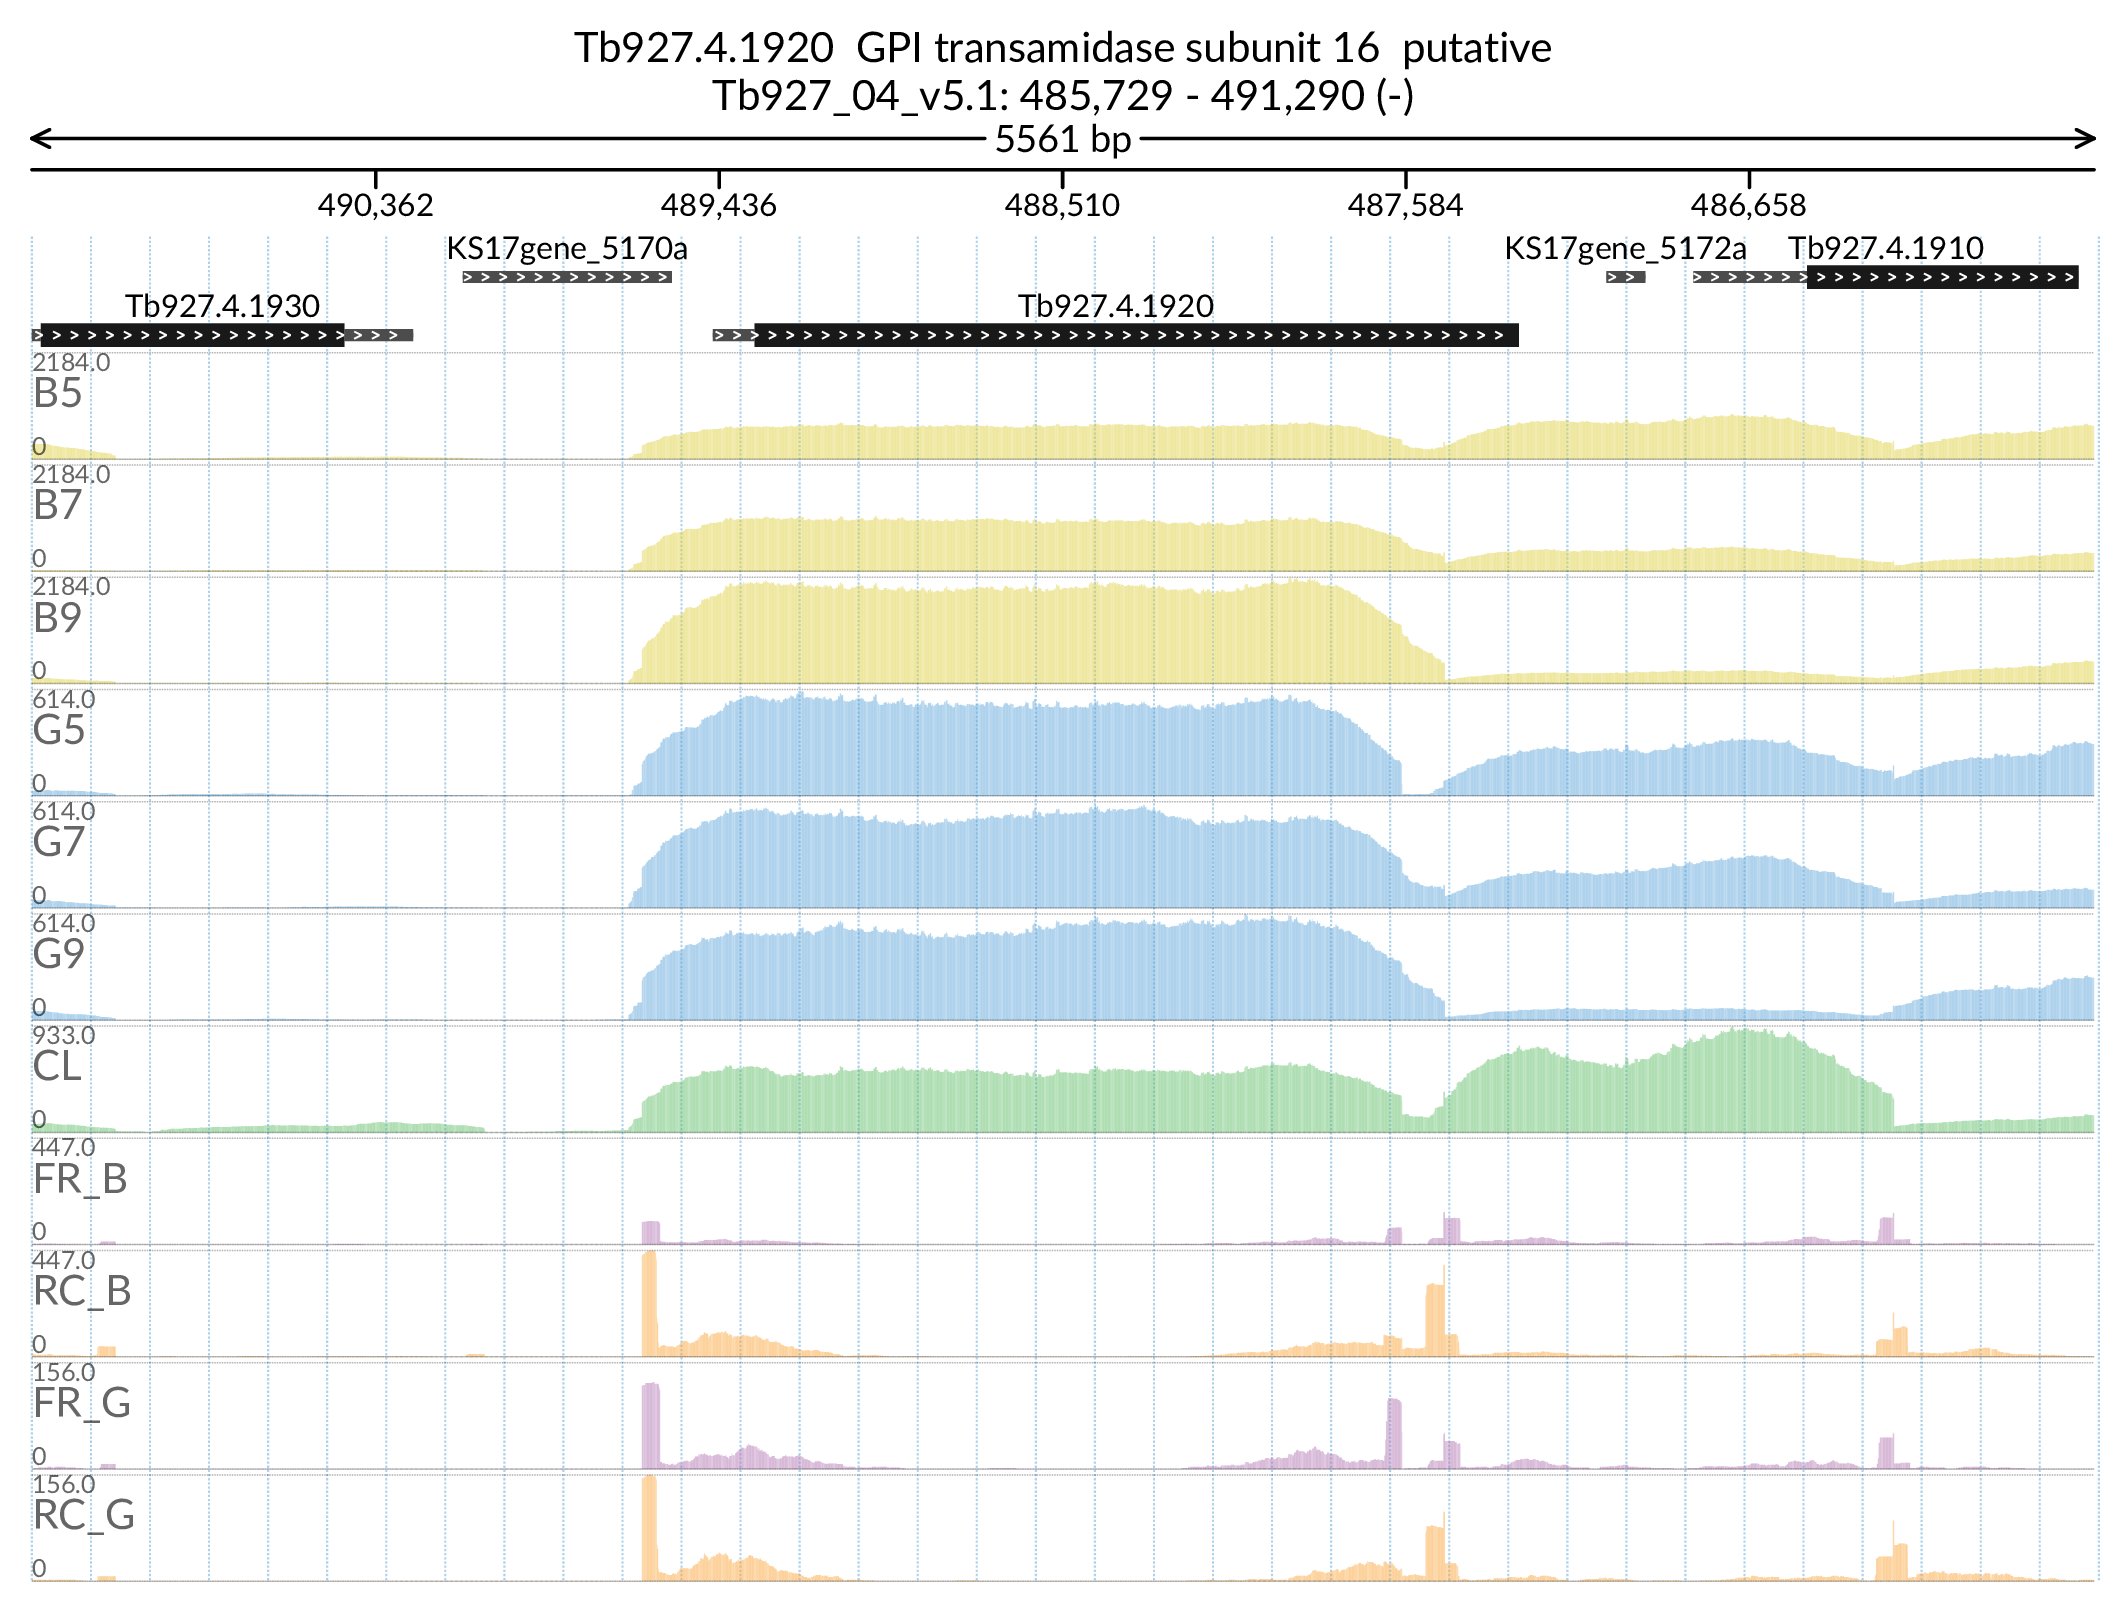 Tb927.4.1920  GPI transamidase subunit 16  putative
Tb927_04_v5.1: 485,729 - 491,290 (-)
5561 bp
490,362 489,436 488,510 487,584 486,658
KS17gene_5170a KS17gene_5172a Tb927.4.1910
Tb927.4.1930 Tb927.4.1920
2184.0
B5
0
2184.0
B7
0
2184.0
B9
0
614.0
G5
0
614.0
G7
0
614.0
G9
0
933.0
CL
0
447.0
FR_B
0
447.0
RC_B
0
156.0
FR_G
0
156.0
RC_G
0